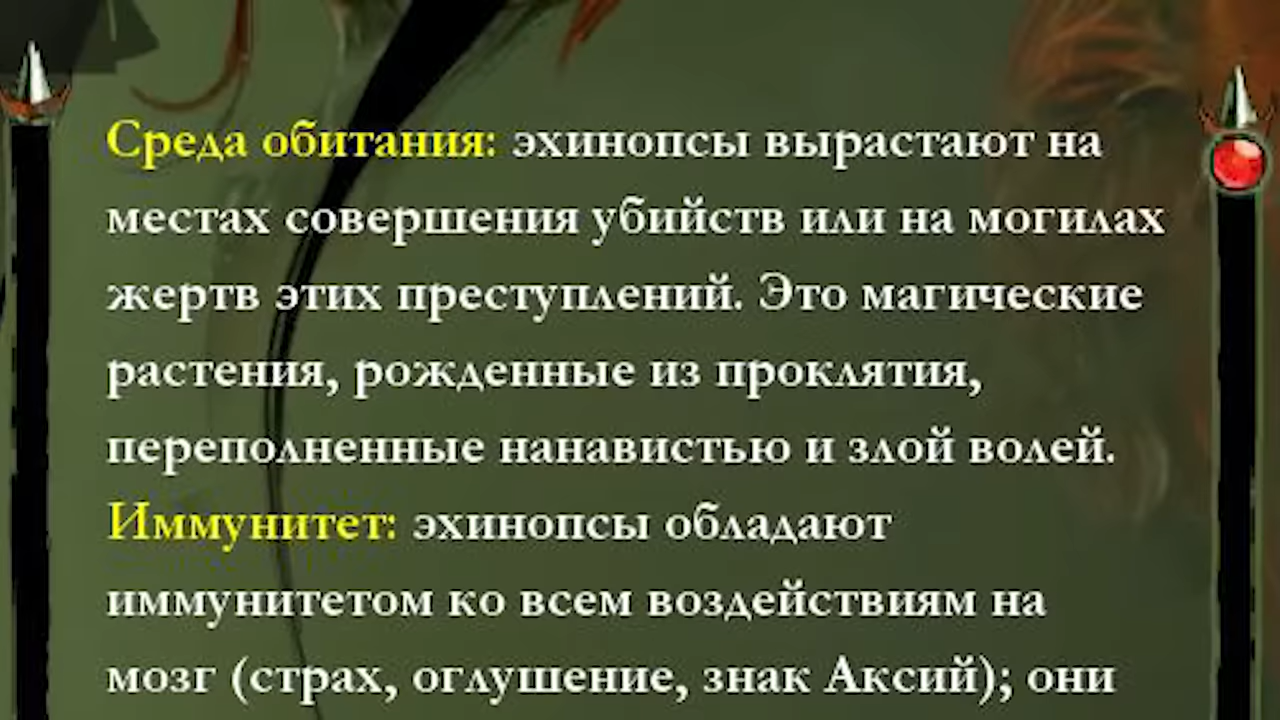 Среда обитания: эхинопсы вырастают на
местах совершения убийств или на могилах
жертв этих преступлений. Это магические
растения, рожденные из проклятия,
переполненные нанавистью и злой волей.
Иммунитет: эхинопсы обладают
иммунитетом ко всем воздействиям на
мозг (страх, оглушение, знак Аксий); они